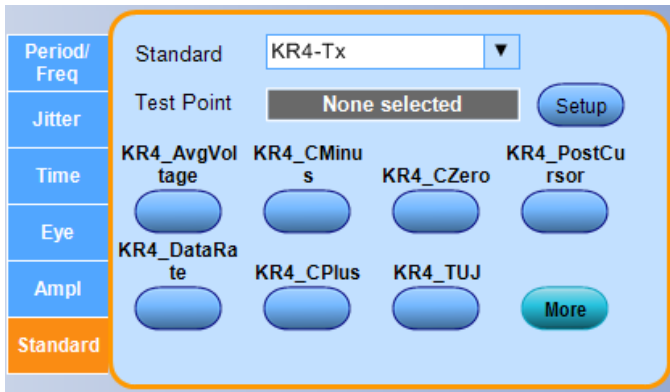 Period/
Freq
Jitter
Time
Eye
Ampl
Standard
Standard KR4-Tx
Test Point None selected Setup
KR4_AvgVol
tage
KR4_CMinu
s
KR4_CZero
KR4_PostCu
rsor
KR4_DataRa
te
KR4_CPlus
KR4_TUJ
More